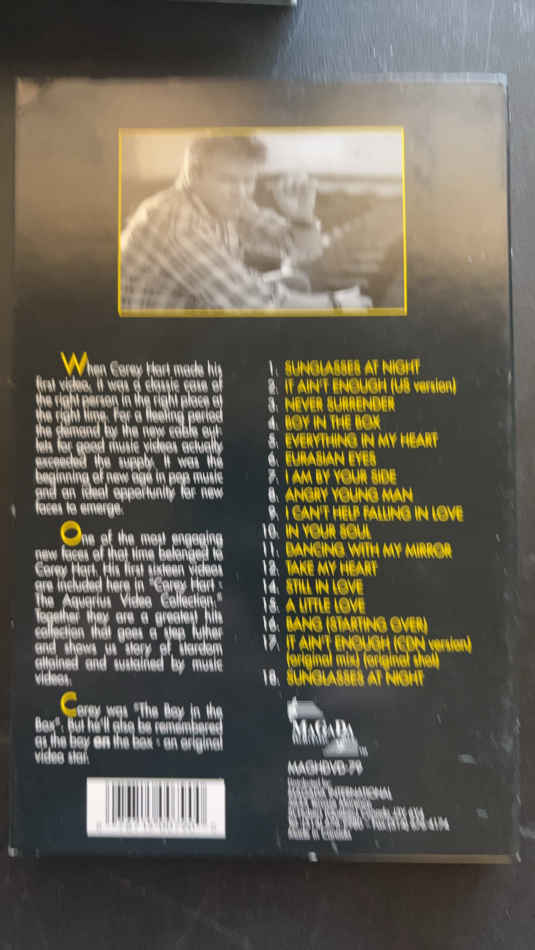 When Corey Hart made his
first video, it was a classic case of
the right person in the right place at
the right time. For a fleeting period
the demand by the new cable out-
lets for good music videos actually
exceeded the supply. It was the
beginning of new age in pop music
and an ideal opportunity for new
faces to emerge.
One of the most engaging
new faces of that time belonged to
Corey Hart. His first sixteen videos
are included here in "Corey Hart :
The Aquarius Video Collection."
Together they are a greatest hits
collection that goes a step futher
and shows us story of stardom
attained and sustained by music
videos.
Corey was "The Boy in the
Box". But he'll also be remembered
as the boy on the box - an original
video star.
1. SUNGLASSES AT NIGHT
2. IT AIN'T ENOUGH (US version)
3. NEVER SURRENDER
4. BOY IN THE BOX
5. EVERYTHING IN MY HEART
6. EURASIAN EYES
7. I AM BY YOUR SIDE
8. ANGRY YOUNG MAN
9. I CAN'T HELP FALLING IN LOVE
10. IN YOUR SOUL
11. DANCING WITH MY MIRROR
12. TAKE MY HEART
14. STILL IN LOVE
15. A LITTLE LOVE
16. BANG (STARTING OVER)
17. IT AIN'T ENOUGH (CDN version)
(original mix) (original shot)
18. SUNGLASSES AT NIGHT
MAGADA
TM
MAGHDVD-79
INTERNATIONAL
Made in Canada